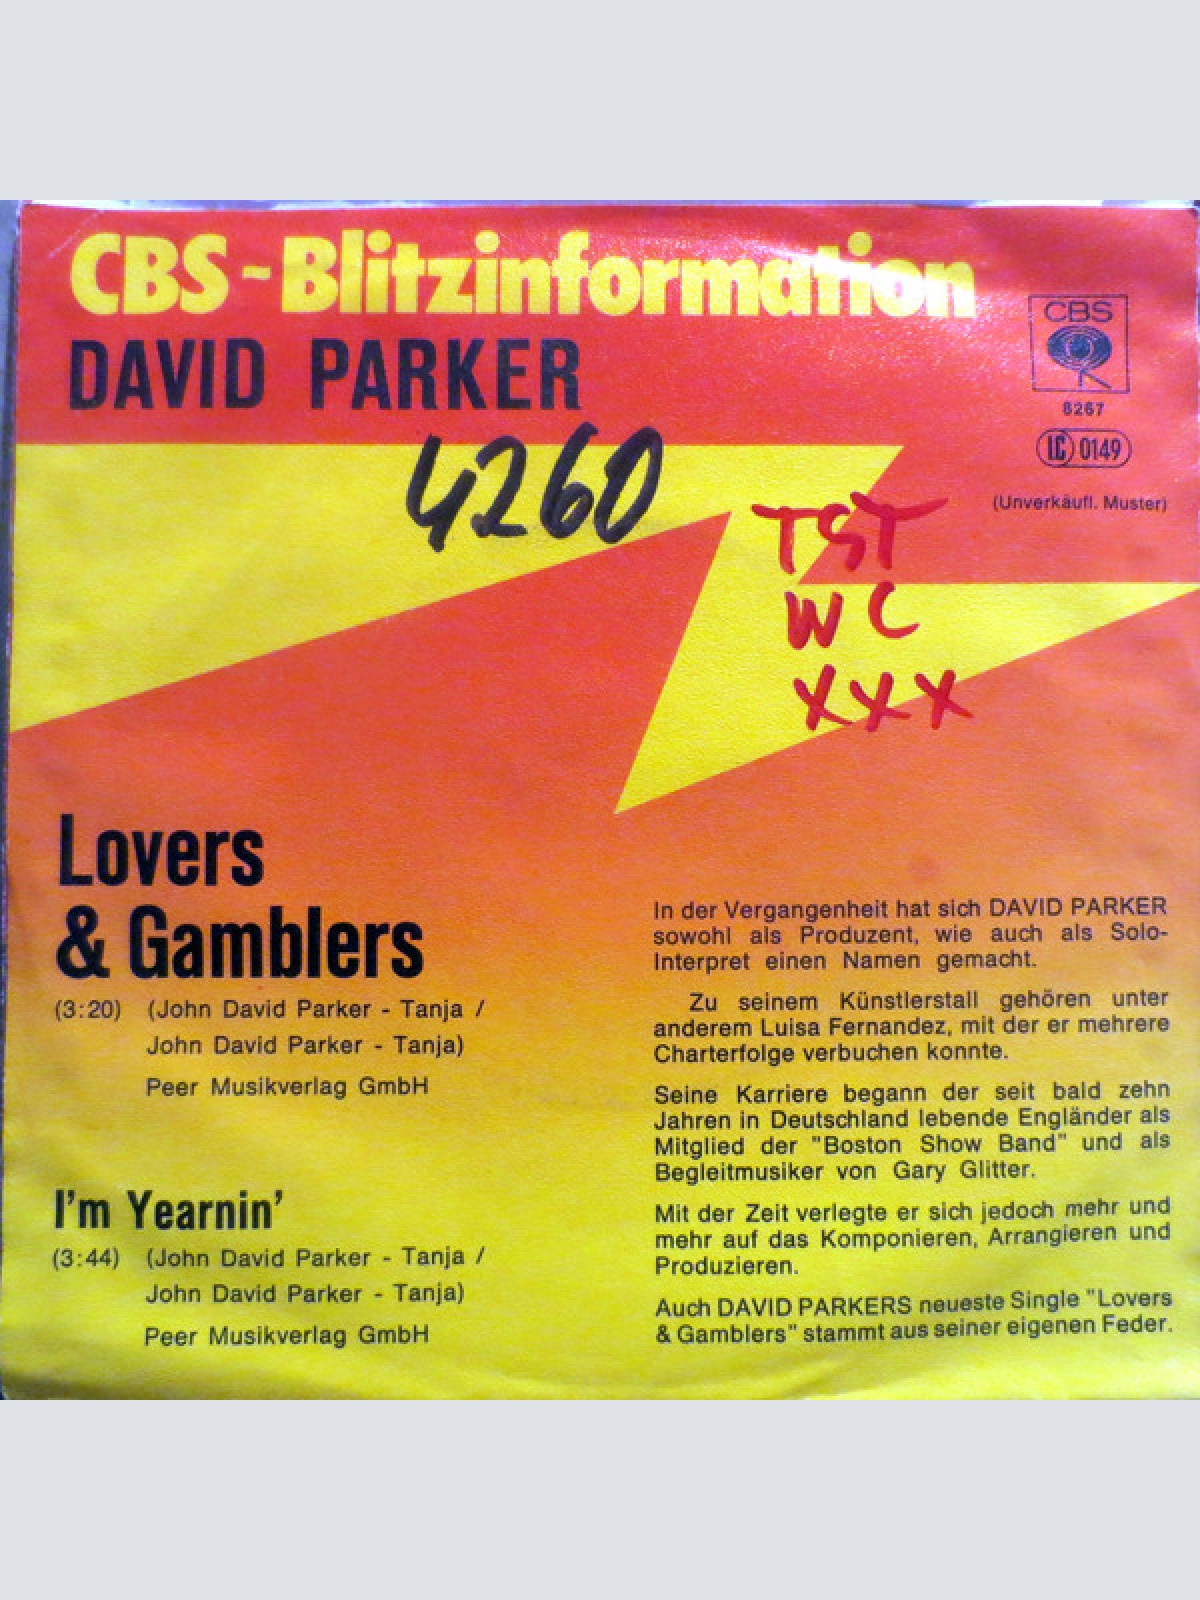 CBS-Blitzinformation
DAVID PARKER
CBS
8267
LC 0149
(Unverkäufl. Muster)
4260
TST
WC
XXX
Lovers
& Gamblers
(3:20) (John David Parker - Tanja /
John David Parker - Tanja)
Peer Musikverlag GmbH
I'm Yearnin'
(3:44) (John David Parker - Tanja /
John David Parker - Tanja)
Peer Musikverlag GmbH
In der Vergangenheit hat sich DAVID PARKER
sowohl als Produzent, wie auch als Solo-
Interpret einen Namen gemacht.
Zu seinem Künstlerstall gehören unter
anderem Luisa Fernandez, mit der er mehrere
Charterfolge verbuchen konnte.
Seine Karriere begann der seit bald zehn
Jahren in Deutschland lebende Engländer als
Mitglied der "Boston Show Band" und als
Begleitmusiker von Gary Glitter.
Mit der Zeit verlegte er sich jedoch mehr und
mehr auf das Komponieren, Arrangieren und
Produzieren.
Auch DAVID PARKERS neueste Single "Lovers
& Gamblers" stammt aus seiner eigenen Feder.